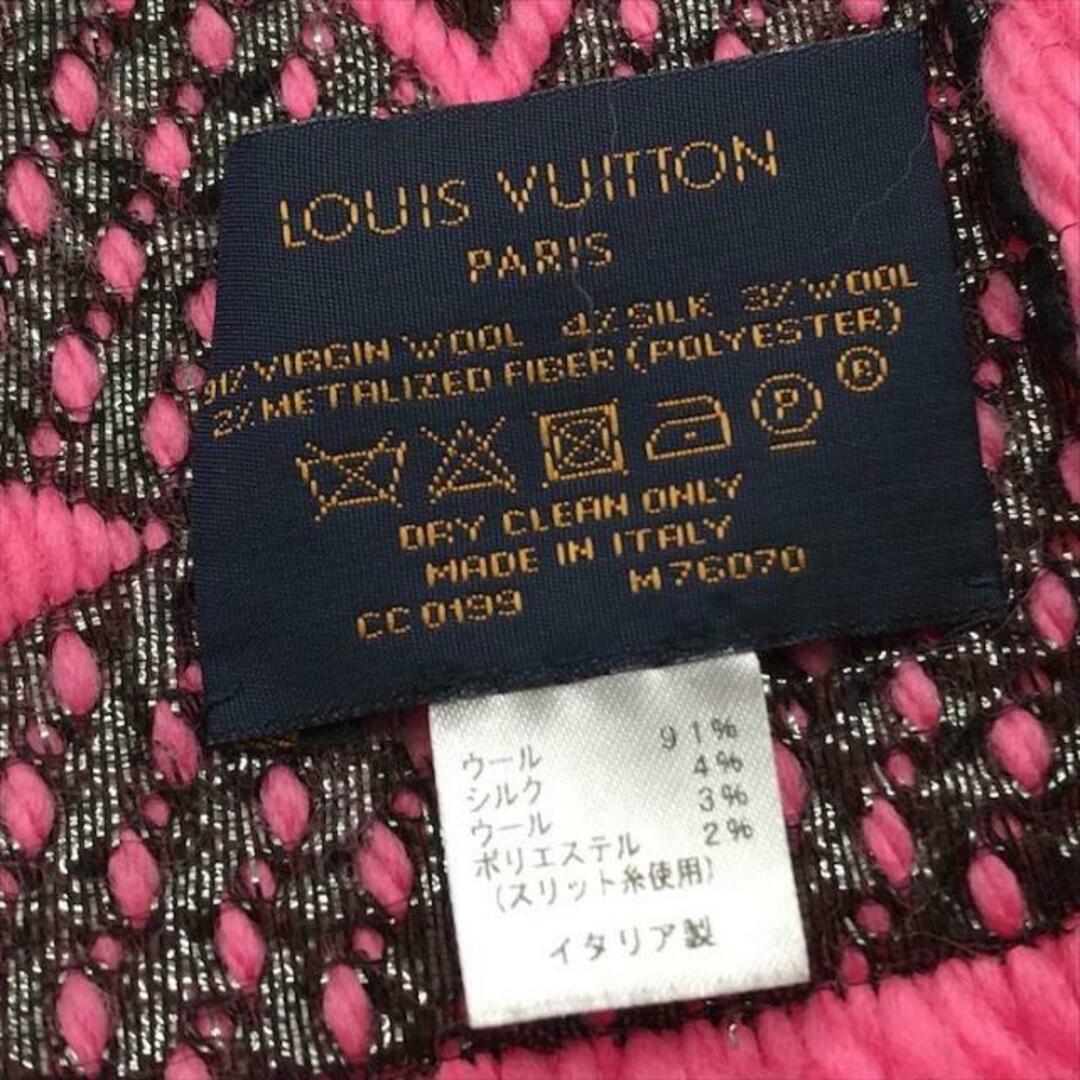 LOUIS VUITTON
PARIS
91% VIRGIN WOOL 4% SILK 3% WOOL
2% METALIZED FIBER (POLYESTER)
P
DRY CLEAN ONLY
MADE IN ITALY
CC 0199 M76070
ウール 91%
シルク 4%
ウール 3%
ポリエステル 2%
(スリット糸使用)
イタリア製